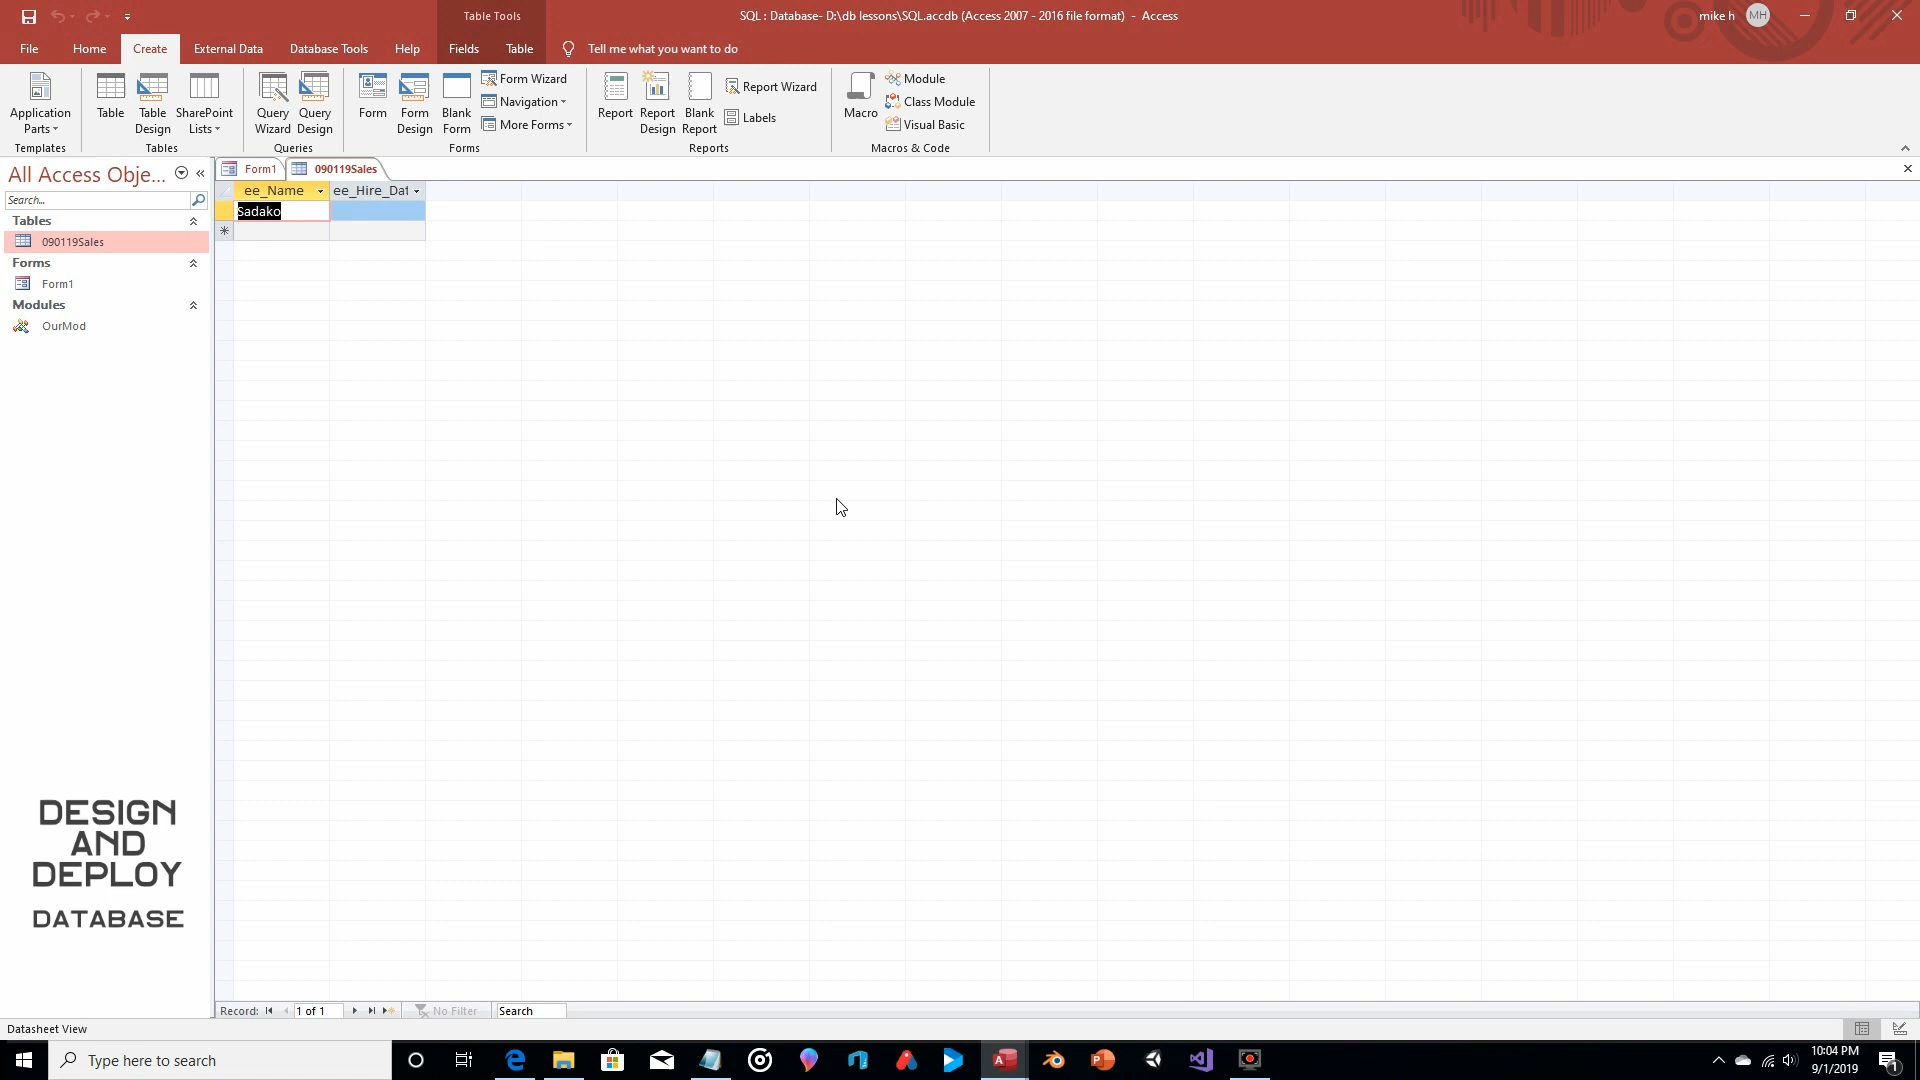 Table Tools
SQL : Database- D:\db lessons\SQL.accdb (Access 2007 - 2016 file format) - Access
mike h
MH
File
Home
Create
External Data
Database Tools
Help
Fields
Table
Tell me what you want to do
Application
Parts
Table
Table
Design
SharePoint
Lists
Query
Wizard
Query
Design
Form
Form
Design
Blank
Form
Form Wizard
Navigation
More Forms
Report
Report
Design
Blank
Report
Report Wizard
Labels
Macro
Module
Class Module
Visual Basic
Templates
Tables
Queries
Forms
Reports
Macros & Code
All Access Obje...
Search...
Tables
090119Sales
Forms
Form1
Modules
OurMod
Form1
090119Sales
ee_Name
ee_Hire_Dat
Sadako
DESIGN
AND
DEPLOY
DATABASE
Record:
1 of 1
No Filter
Search
Datasheet View
Type here to search
10:04 PM
9/1/2019
1